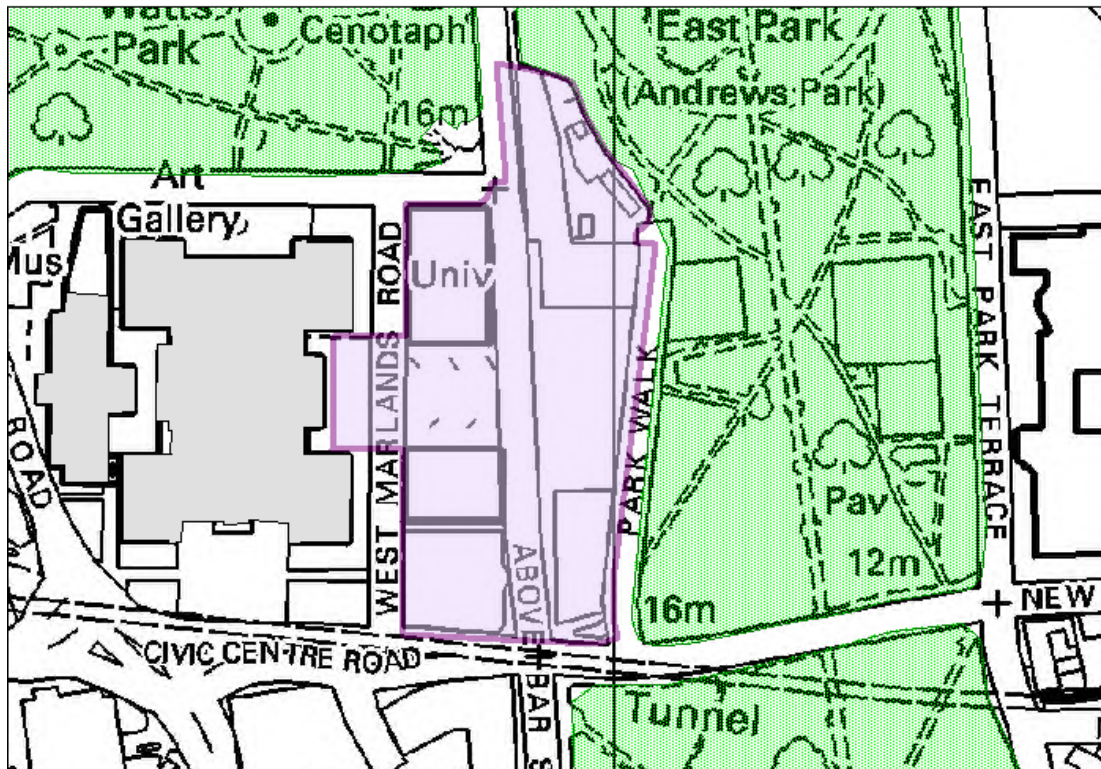 Watts
Park
Cenotaph
16m
East Park
(Andrews Park)
Art
Gallery
Mus
Univ
WEST MARLANDS ROAD
PARK WALK
EAST PARK TERRACE
ROAD
ABOVE BAR S
Pav
12m
16m
NEW
CIVIC CENTRE ROAD
Tunnel